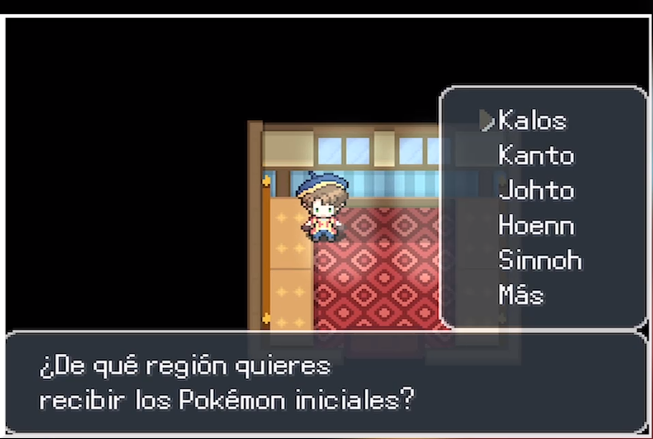 Kalos
Kanto
Johto
Hoenn
Sinnoh
Más
¿De qué región quieres
recibir los Pokémon iniciales?